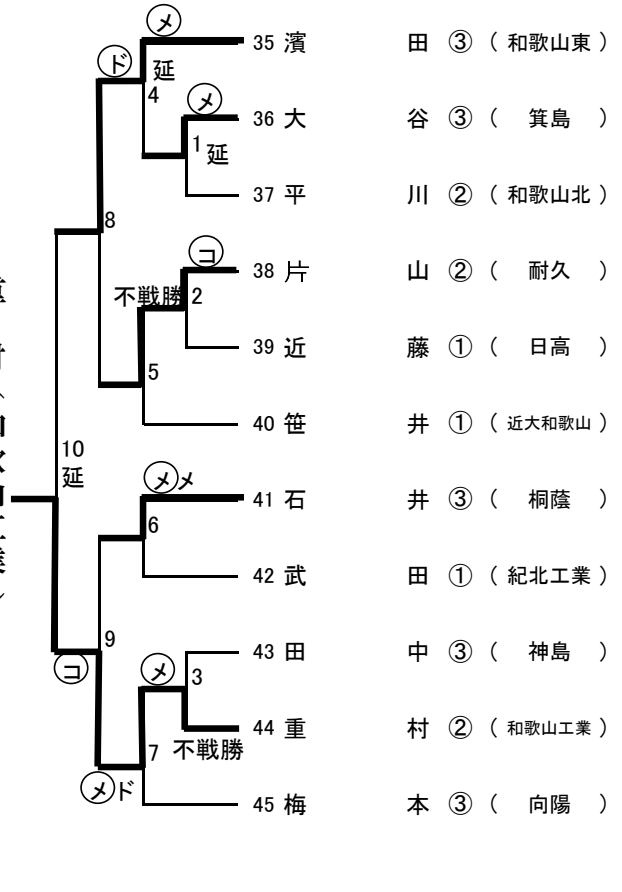 メ
35 濱 田 ③ ( 和歌山東 )
ド
延
4
メ
36 大 谷 ③ ( 箕島 )
1 延
37 平 川 ② ( 和歌山北 )
8
コ
38 片 山 ② ( 耐久 )
不戦勝 2
39 近 藤 ① ( 日高 )
5
40 笹 井 ① ( 近大和歌山 )
10
延
メメ
41 石 井 ③ ( 桐蔭 )
6
42 武 田 ① ( 紀北工業 )
9
43 田 中 ③ ( 神島 )
コ
メ
3
44 重 村 ② ( 和歌山工業 )
7 不戦勝
メド
45 梅 本 ③ ( 向陽 )